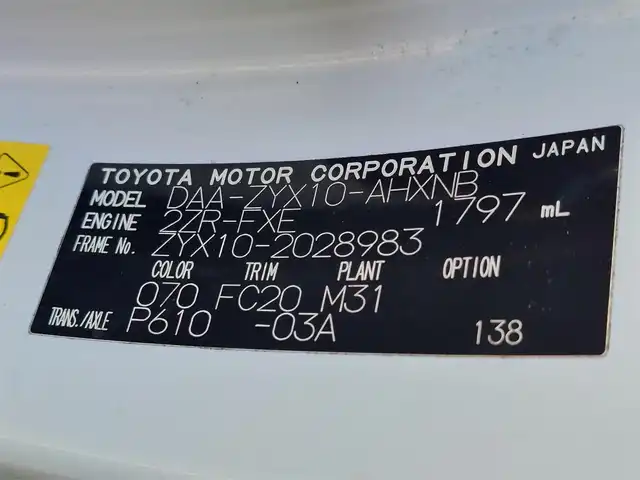 TOYOTA MOTOR CORPORATION JAPAN
MODEL DAA-ZYX10-AHXNB
ENGINE 2ZR-FXE 1797 mL
FRAME No. ZYX10-2028983
COLOR TRIM PLANT OPTION
070 FC20 M31
TRANS./AXLE P610 -03A 138